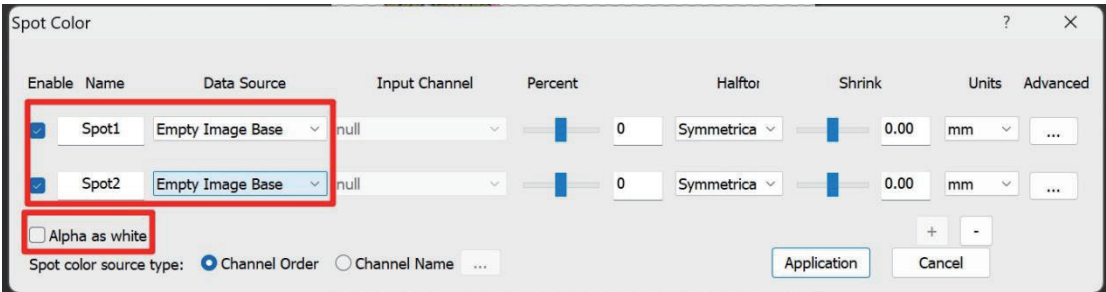 Spot Color ? ×
Enable Name Data Source Input Channel Percent Halftor Shrink Units Advanced
Spot1 Empty Image Base null 0 Symmetrica 0.00 mm ...
Spot2 Empty Image Base null 0 Symmetrica 0.00 mm ...
Alpha as white + -
Spot color source type: Channel Order Channel Name ... Application Cancel